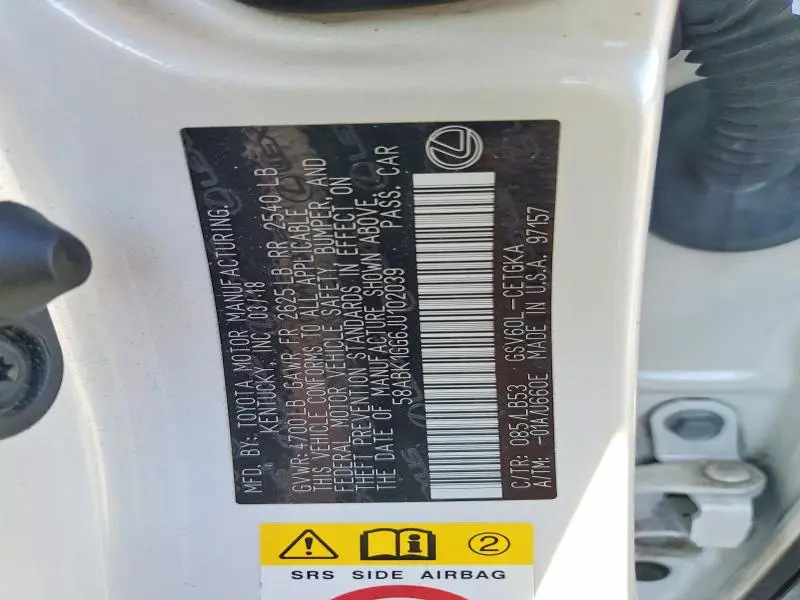 MFD. BY: TOYOTA MOTOR MANUFACTURING.
KENTUCKY, INC. 03/18
GVWR: 4700LB GAWR FR 2625LB RR 2540LB
THIS VEHICLE CONFORMS TO ALL APPLICABLE
FEDERAL MOTOR VEHICLE SAFETY, BUMPER, AND
THEFT PREVENTION STANDARDS IN EFFECT ON
THE DATE OF MANUFACTURE SHOWN ABOVE.
58ABK1GG6JU102039 PASS. CAR
C/TR: 085/LB53 GSV60L-CETGKA
A/TM: -01A/U660E MADE IN U.S.A. 97157
2
SRS SIDE AIRBAG